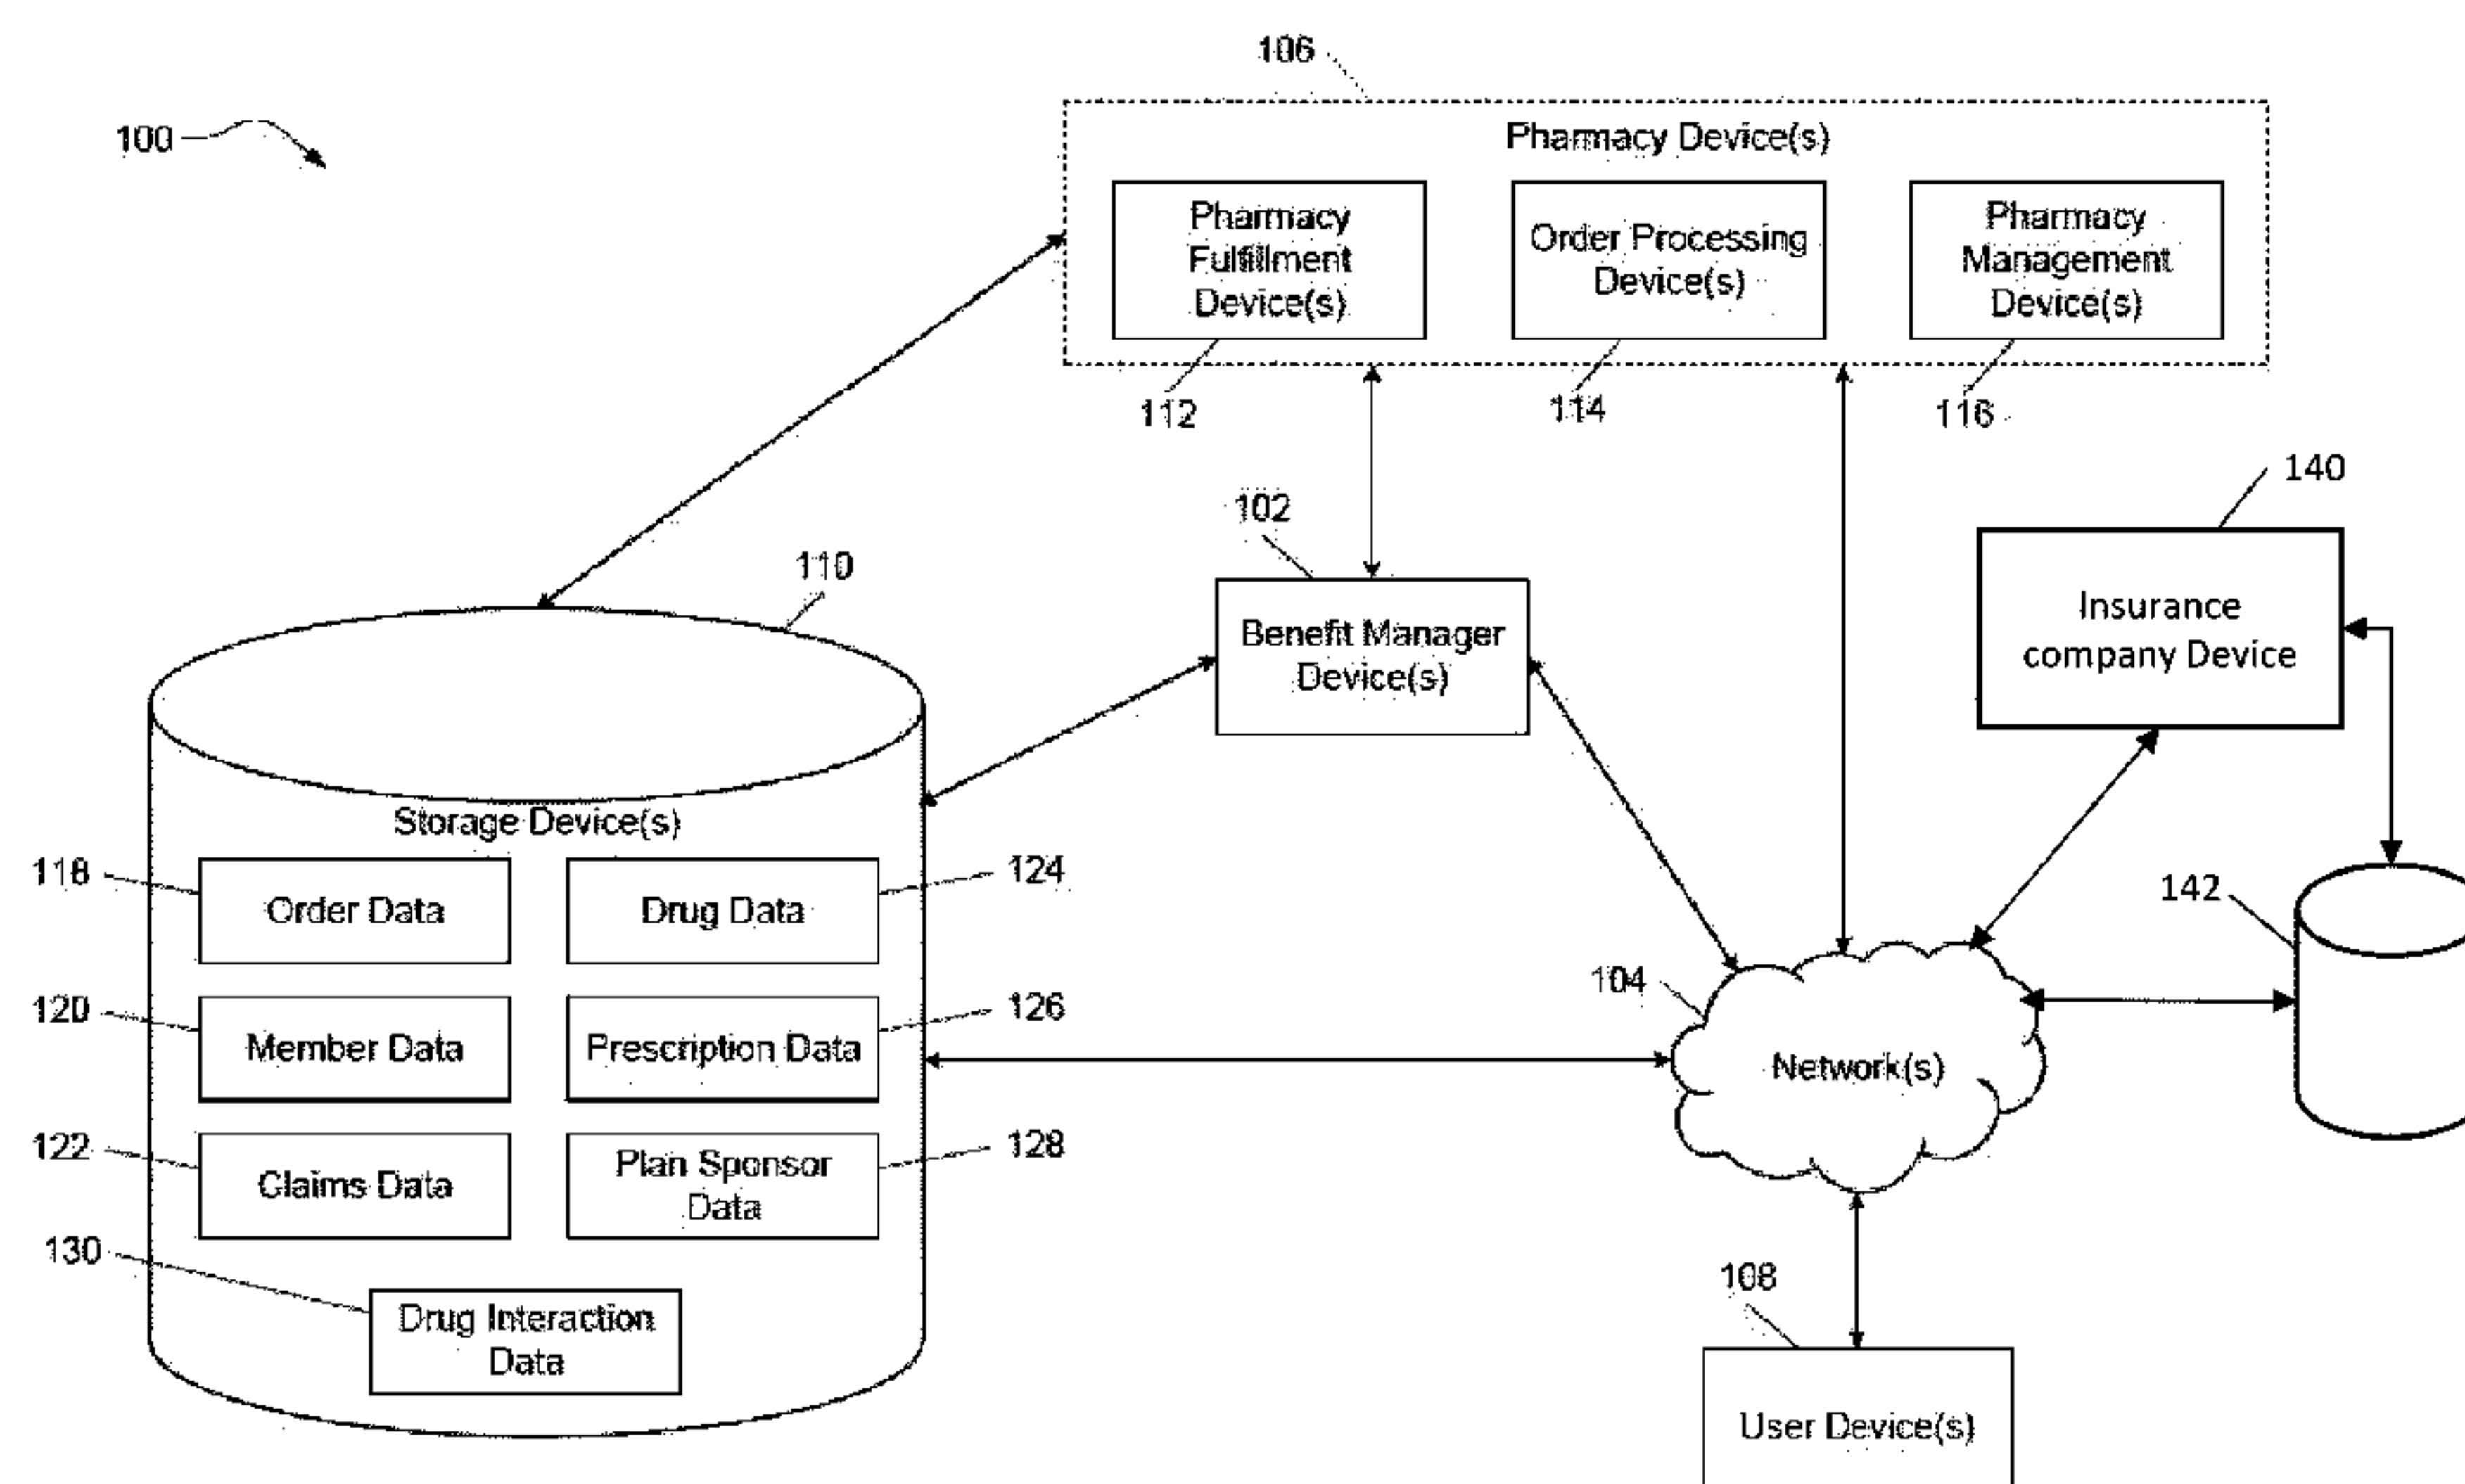 106
100
Pharmacy Device(s)
Pharmacy
Fulfillment
Device(s)
Order Processing
Device(s)
Pharmacy
Management
Device(s)
112
114
116
140
102
110
Benefit Manager
Device(s)
Insurance
company Device
Storage Device(s)
118
Order Data
Drug Data
124
142
104
120
Member Data
Prescription Data
126
Network(s)
122
Claims Data
Plan Sponsor
Data
128
130
Drug Interaction
Data
108
User Device(s)